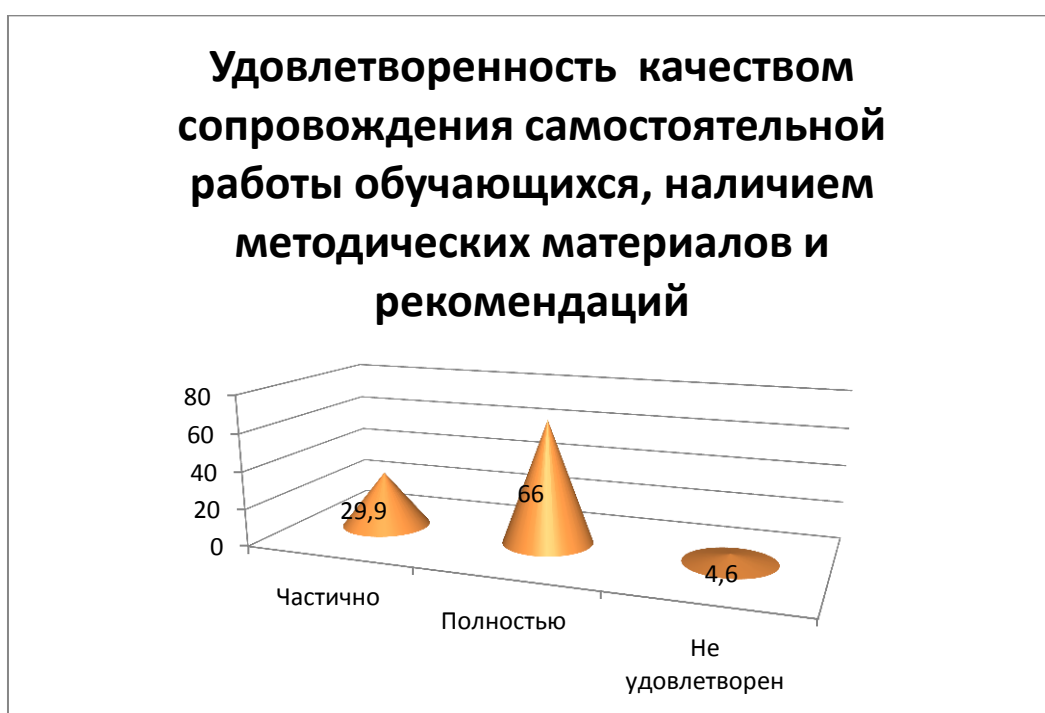 Удовлетворенность качеством
сопровождения самостоятельной
работы обучающихся, наличием
методических материалов и
рекомендаций
80
60
40
20
0
29,9
66
4,6
Частично
Полностью
Не
удовлетворен